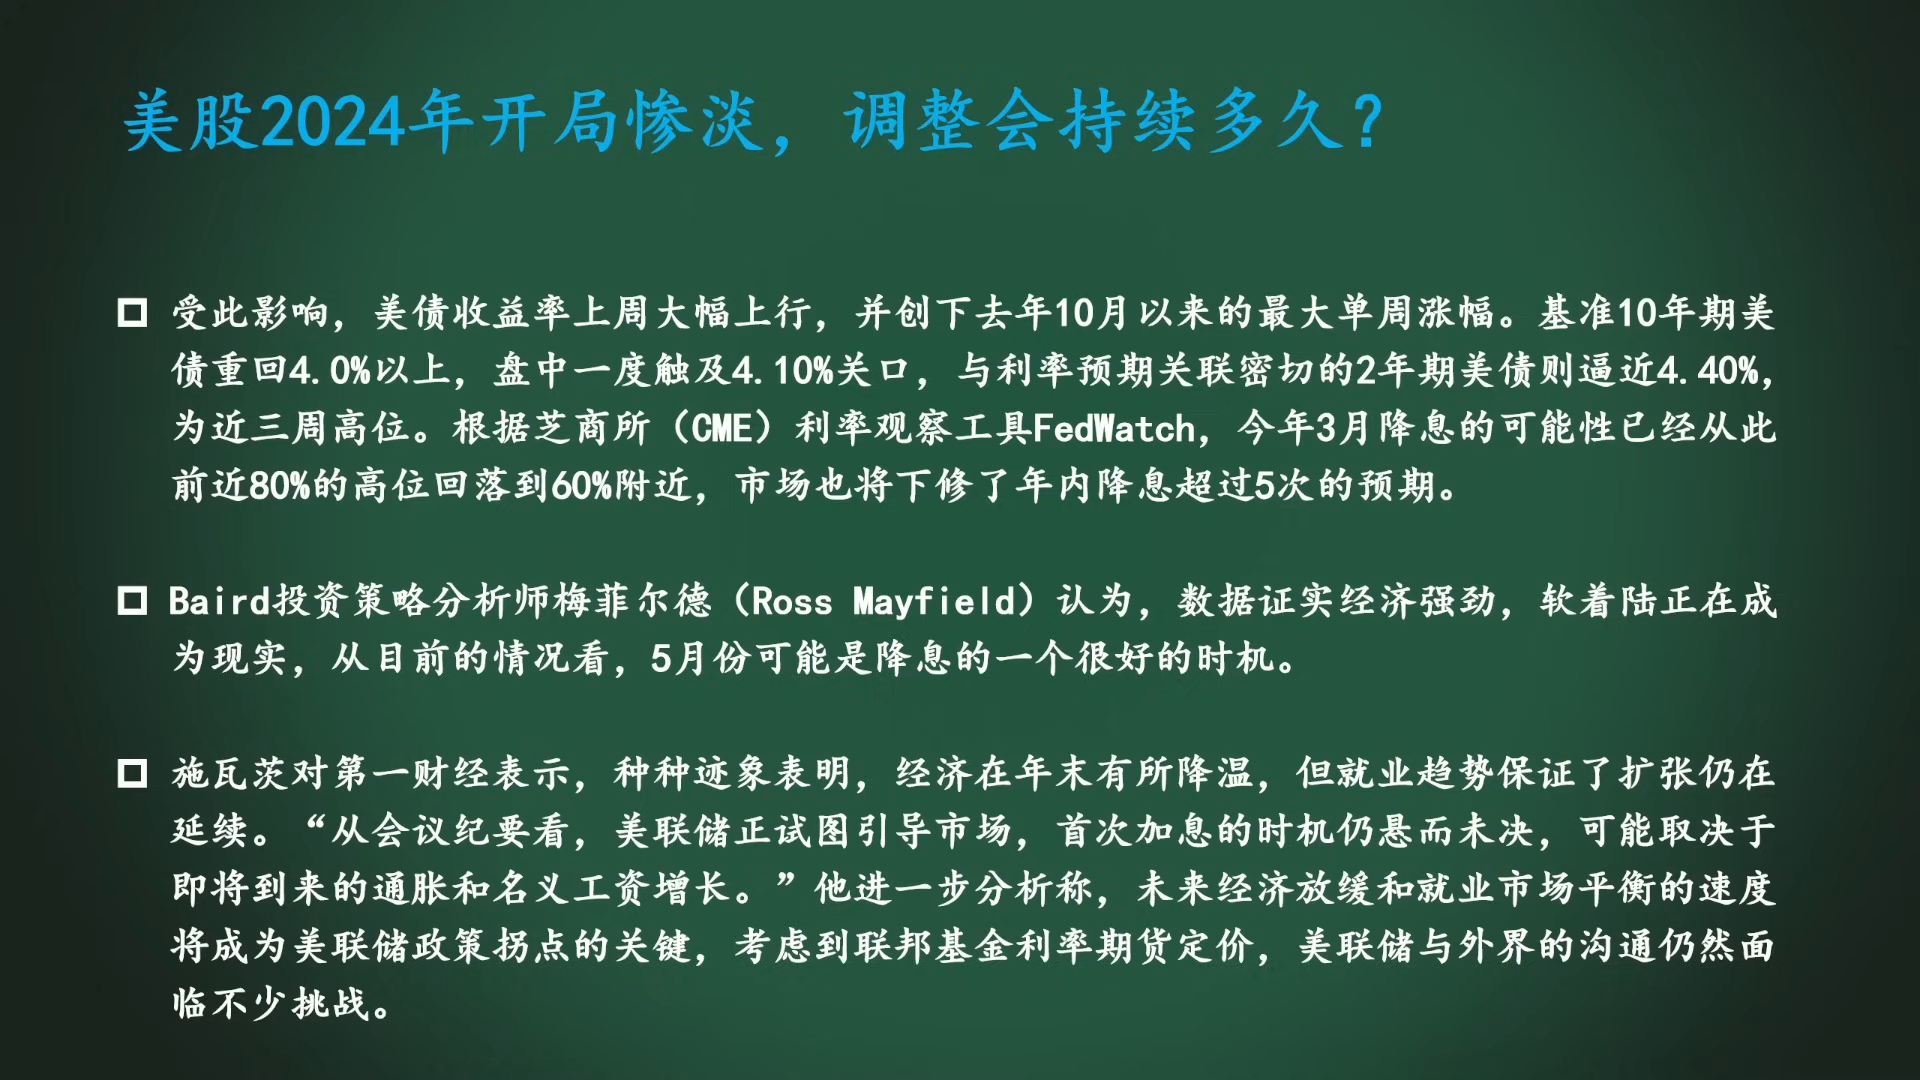 美股2024年开局惨淡，调整会持续多久？
受此影响，美债收益率上周大幅上行，并创下去年10月以来的最大单周涨幅。基准10年期美
债重回4.0%以上，盘中一度触及4.10%关口，与利率预期关联密切的2年期美债则逼近4.40%，
为近三周高位。根据芝商所（CME）利率观察工具FedWatch，今年3月降息的可能性已经从此
前近80%的高位回落到60%附近，市场也将下修了年内降息超过5次的预期。
Baird投资策略分析师梅菲尔德（Ross Mayfield）认为，数据证实经济强劲，软着陆正在成
为现实，从目前的情况看，5月份可能是降息的一个很好的时机。
施瓦茨对第一财经表示，种种迹象表明，经济在年末有所降温，但就业趋势保证了扩张仍在
延续。“从会议纪要看，美联储正试图引导市场，首次加息的时机仍悬而未决，可能取决于
即将到来的通胀和名义工资增长。”他进一步分析称，未来经济放缓和就业市场平衡的速度
将成为美联储政策拐点的关键，考虑到联邦基金利率期货定价，美联储与外界的沟通仍然面
临不少挑战。